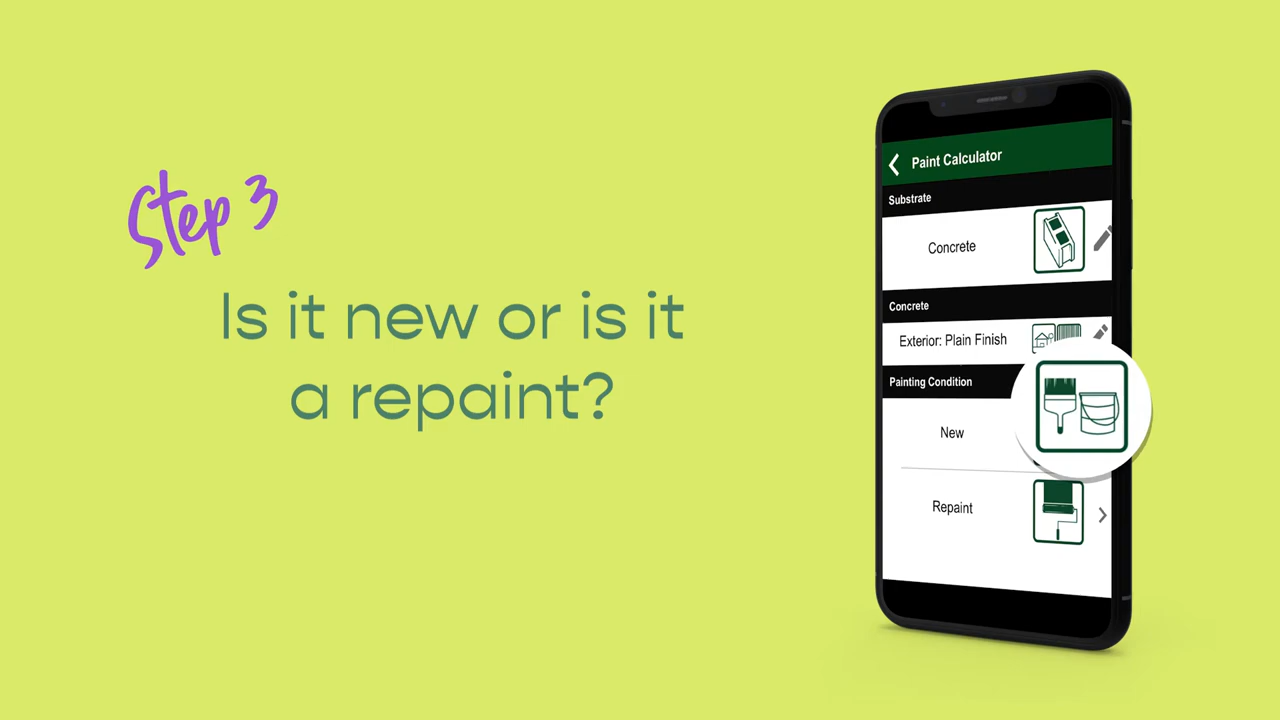 Step 3
Is it new or is it
a repaint?
Paint Calculator
Substrate
Concrete
Concrete
Exterior: Plain Finish
Painting Condition
New
Repaint